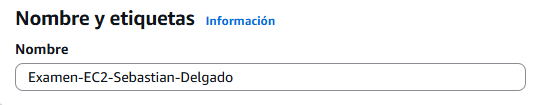 Nombre y etiquetas Información
Nombre
Examen-EC2-Sebastian-Delgado